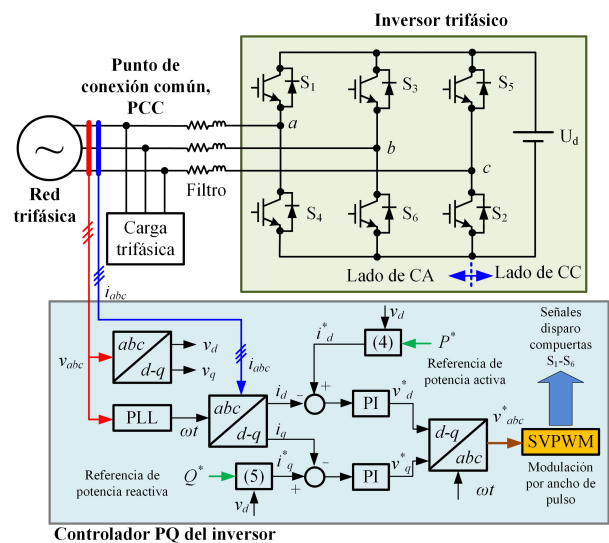 Inversor trifásico
Punto de
conexión común,
PCC
S1
S3
S5
a
b
c
Ud
Red
trifásica
Filtro
Carga
trifásica
S4
S6
S2
Lado de CA
Lado de CC
iabc
vabc
abc
d-q
vd
vq
PLL
ωt
iabc
abc
d-q
id
iq
i*d
vd
(4)
P*
Referencia de
potencia activa
-
+
PI
v*d
Referencia de
potencia reactiva
Q*
(5)
vd
i*q
-
+
PI
v*q
d-q
abc
ωt
v*abc
Señales
disparo
compuertas
S1-S6
SVPWM
Modulación
por ancho de
pulso
Controlador PQ del inversor